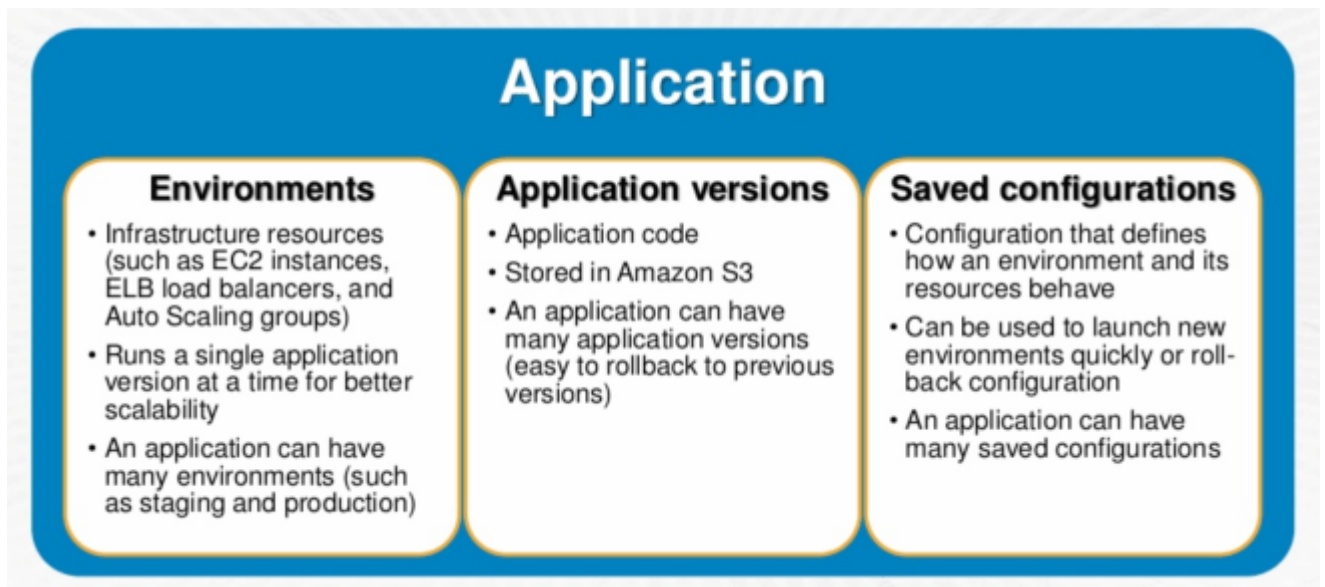 Application
Environments
• Infrastructure resources
(such as EC2 instances,
ELB load balancers, and
Auto Scaling groups)
• Runs a single application
version at a time for better
scalability
• An application can have
many environments (such
as staging and production)
Application versions
• Application code
• Stored in Amazon S3
• An application can have
many application versions
(easy to rollback to previous
versions)
Saved configurations
• Configuration that defines
how an environment and its
resources behave
• Can be used to launch new
environments quickly or roll-
back configuration
• An application can have
many saved configurations